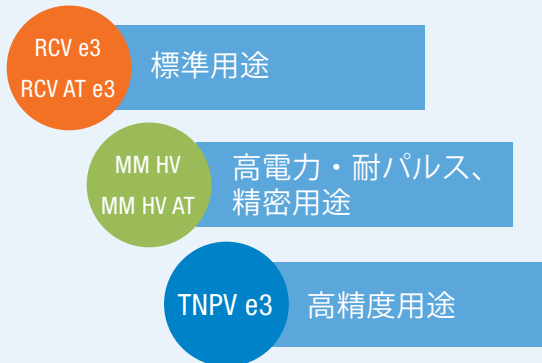 RCV e3
RCV AT e3
標準用途
MM HV
MM HV AT
高電力・耐パルス、
精密用途
TNPV e3
高精度用途